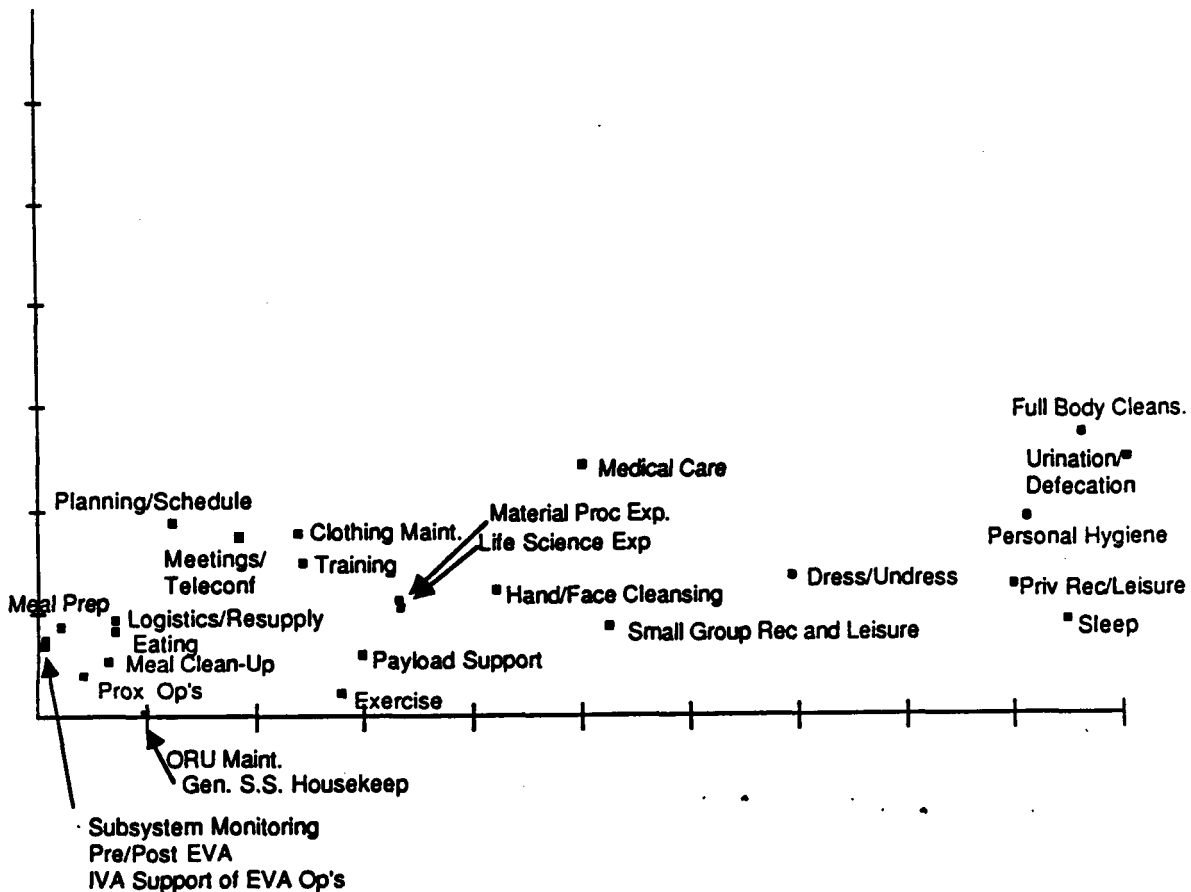 Full Body Cleans.
Urination/
Defecation
Medical Care
Planning/Schedule
Material Proc Exp.
Clothing Maint.
Life Science Exp
Personal Hygiene
Meetings/
Teleconf
Training
Dress/Undress
Priv Rec/Leisure
Hand/Face Cleansing
Meal Prep
Logistics/Resupply
Small Group Rec and Leisure
Sleep
Eating
Meal Clean-Up
Payload Support
Prox Op's
Exercise
ORU Maint.
Gen. S.S. Housekeep
Subsystem Monitoring
Pre/Post EVA
IVA Support of EVA Op's